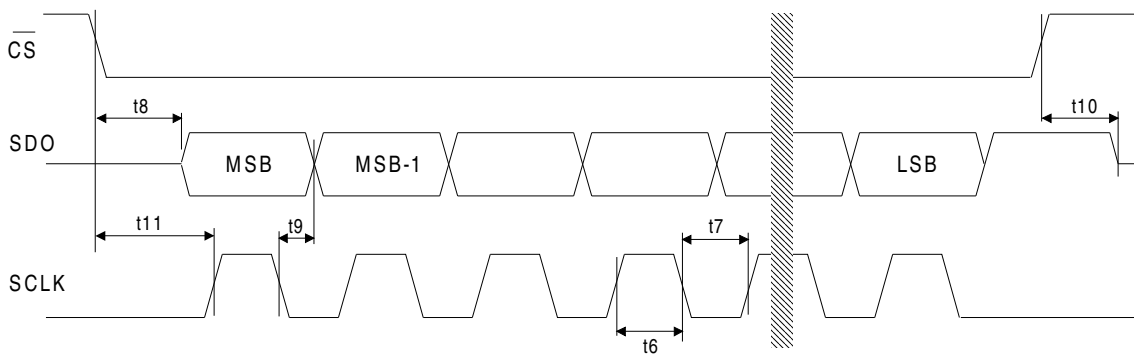 CS
t8
t10
SDO
MSB
MSB-1
LSB
t11
t9
t7
SCLK
t6